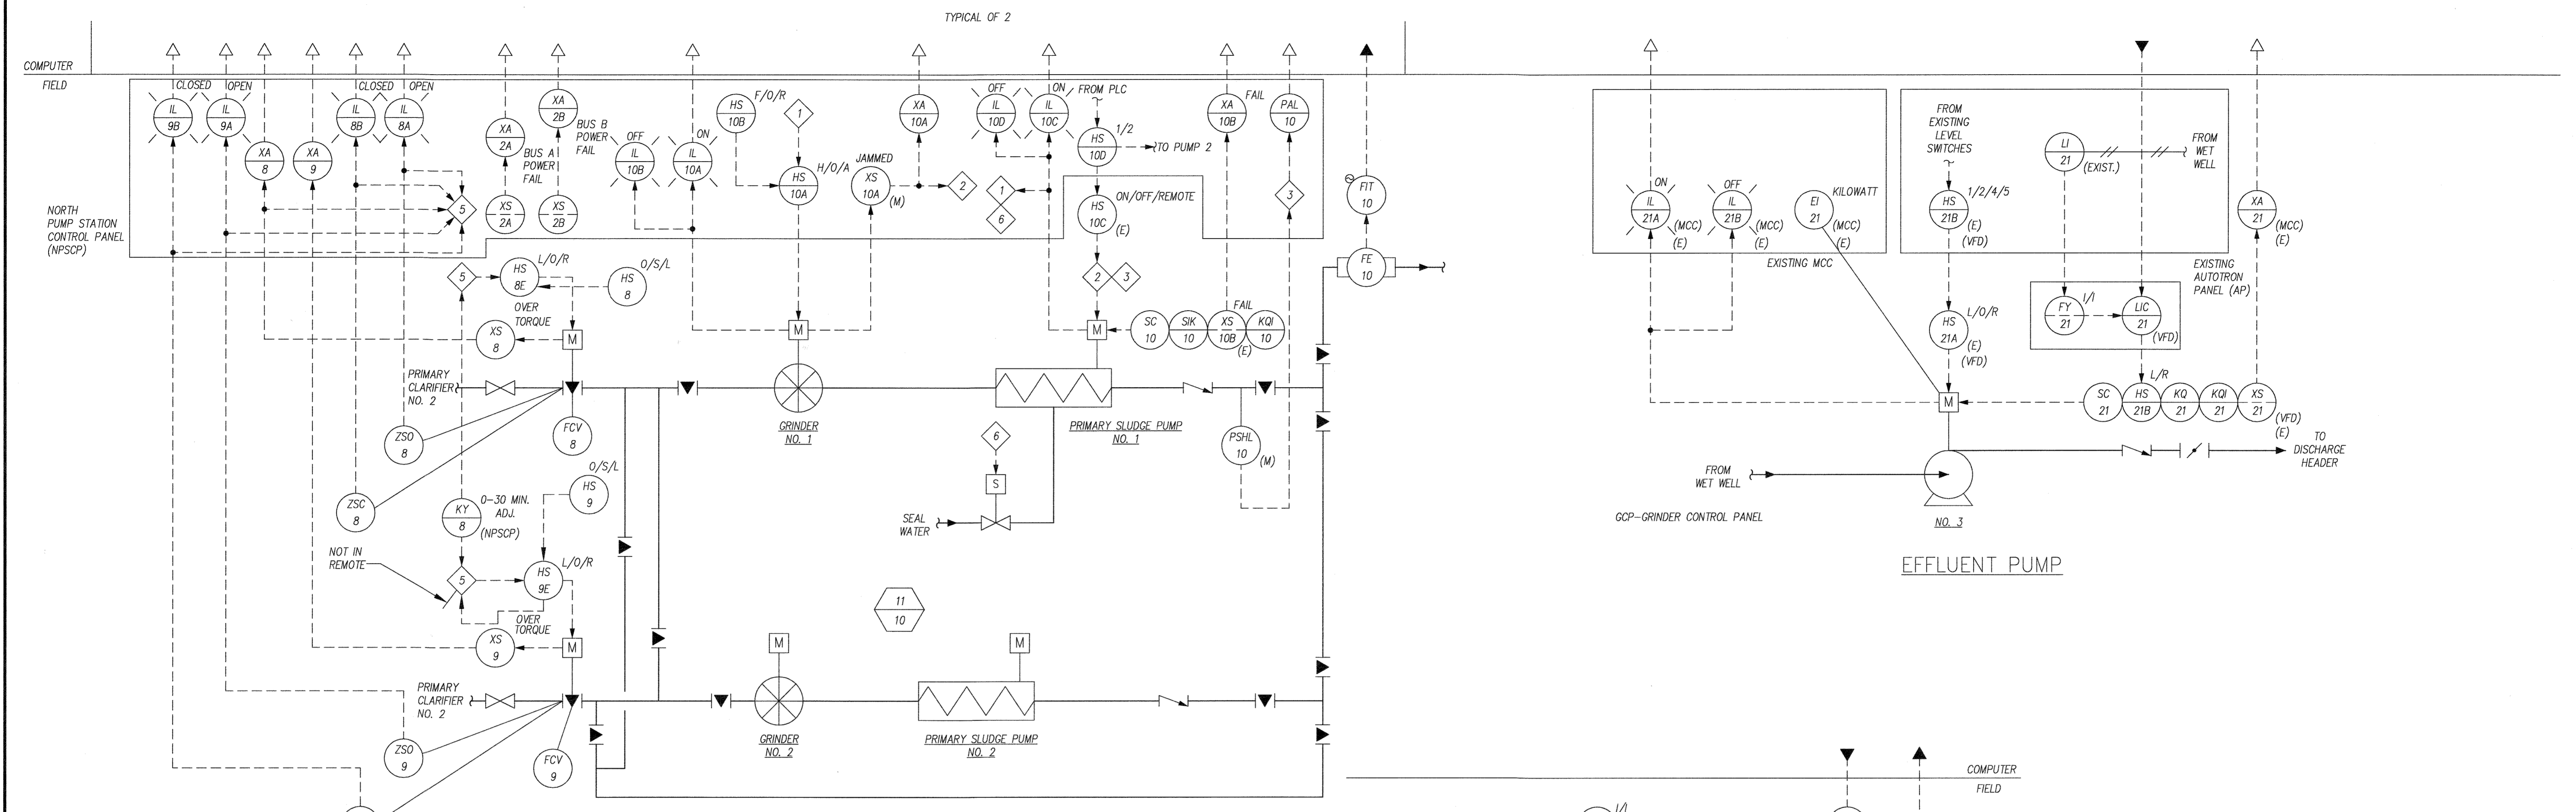 TYPICAL OF 2
COMPUTER
FIELD
CLOSED
OPEN
CLOSED
OPEN
IL
9B
IL
9A
XA
8
XA
9
IL
8B
IL
8A
XA
2A
BUS A
POWER
FAIL
XS
2A
XA
2B
BUS B
POWER
FAIL
XS
2B
OFF
IL
10B
ON
IL
10A
F/O/R
HS
10B
1
H/O/A
HS
10A
JAMMED
XS
10A
(M)
XA
10A
2
OFF
IL
10D
ON
IL
10C
1
6
FROM PLC
HS
10D
1/2
TO PUMP 2
ON/OFF/REMOTE
HS
10C
(E)
2
3
FAIL
XA
10B
PAL
10
3
FIT
10
FE
10
NORTH
PUMP STATION
CONTROL PANEL
(NPSCP)
5
5
HS
8E
L/O/R
O/S/L
HS
8
OVER
TORQUE
XS
8
M
M
M
SC
10
SIK
10
FAIL
XS
10B
(E)
KQI
10
PRIMARY
CLARIFIER
NO. 2
ZSO
8
FCV
8
GRINDER
NO. 1
PRIMARY SLUDGE PUMP
NO. 1
PSHL
10
(M)
6
S
SEAL
WATER
ZSC
8
KY
8
0-30 MIN.
ADJ.
(NPSCP)
O/S/L
HS
9
NOT IN
REMOTE
5
HS
9E
L/O/R
OVER
TORQUE
XS
9
M
11
10
M
M
PRIMARY
CLARIFIER
NO. 2
ZSO
9
FCV
9
GRINDER
NO. 2
PRIMARY SLUDGE PUMP
NO. 2
ON
IL
21A
(MCC)
(E)
OFF
IL
21B
(MCC)
(E)
KILOWATT
EI
21
(MCC)
(E)
EXISTING MCC
FROM
EXISTING
LEVEL
SWITCHES
1/2/4/5
HS
21B
(E)
(VFD)
LI
21
(EXIST.)
FROM
WET
WELL
XA
21
(MCC)
(E)
EXISTING
AUTOTRON
PANEL (AP)
FY
21
I/I
LIC
21
(VFD)
L/O/R
HS
21A
(E)
(VFD)
L/R
M
SC
21
HS
21B
KQ
21
KQI
21
XS
21
(VFD)
(E)
TO
DISCHARGE
HEADER
FROM
WET WELL
GCP-GRINDER CONTROL PANEL
NO. 3
EFFLUENT PUMP
COMPUTER
FIELD
I/I